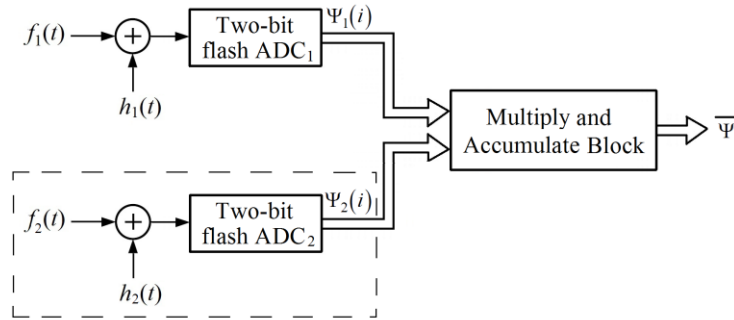 f₁(t)
+
h₁(t)
Two-bit
flash ADC₁
Ψ₁(i)
Multiply and
Accumulate Block
Ψ̅
f₂(t)
+
h₂(t)
Two-bit
flash ADC₂
Ψ₂(i)